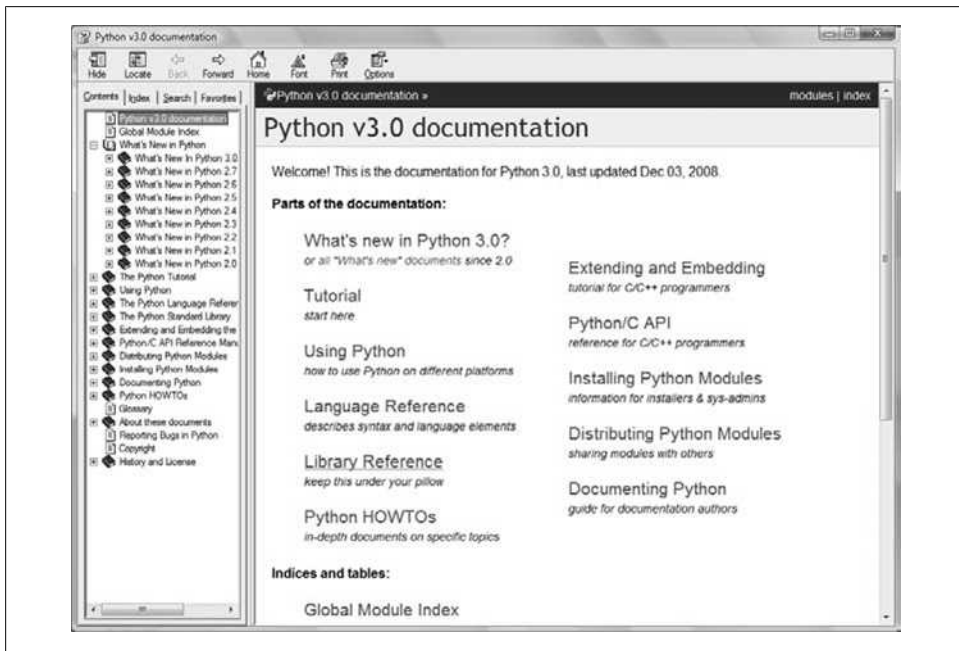 Python v3.0 documentation
Hide Locate Back Forward Home Font Print Options
Contents Index Search Favorites
Python v3.0 documentation
Global Module Index
What's New in Python
What's New In Python 3.0
What's New in Python 2.7
What's New in Python 2.6
What's New in Python 2.5
What's New in Python 2.4
What's New in Python 2.3
What's New in Python 2.2
What's New in Python 2.1
What's New in Python 2.0
The Python Tutorial
Using Python
The Python Language Referer
The Python Standard Library
Extending and Embedding the
Python/C API Reference Manu
Distributing Python Modules
Installing Python Modules
Documenting Python
Python HOWTOs
Glossary
About these documents
Reporting Bugs in Python
Copyright
History and License
Python v3.0 documentation » modules | index
Python v3.0 documentation
Welcome! This is the documentation for Python 3.0, last updated Dec 03, 2008.
Parts of the documentation:
What's new in Python 3.0?
or all "What's new" documents since 2.0
Tutorial
start here
Using Python
how to use Python on different platforms
Language Reference
describes syntax and language elements
Library Reference
keep this under your pillow
Python HOWTOs
in-depth documents on specific topics
Extending and Embedding
tutorial for C/C++ programmers
Python/C API
reference for C/C++ programmers
Installing Python Modules
information for installers & sys-admins
Distributing Python Modules
sharing modules with others
Documenting Python
guide for documentation authors
Indices and tables:
Global Module Index